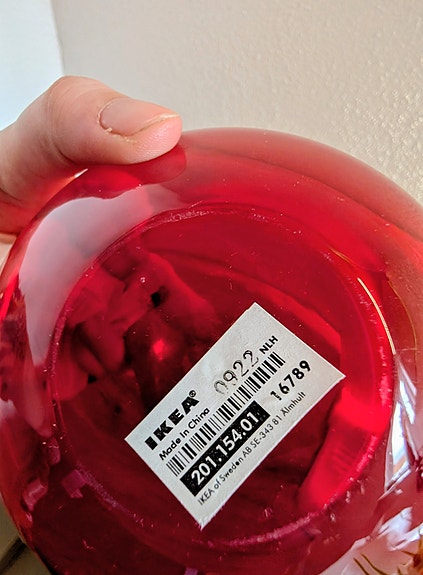 IKEA®
Made in China 0922 NLH
201.154.01 16789
IKEA of Sweden AB SE-343 81 Älmhult